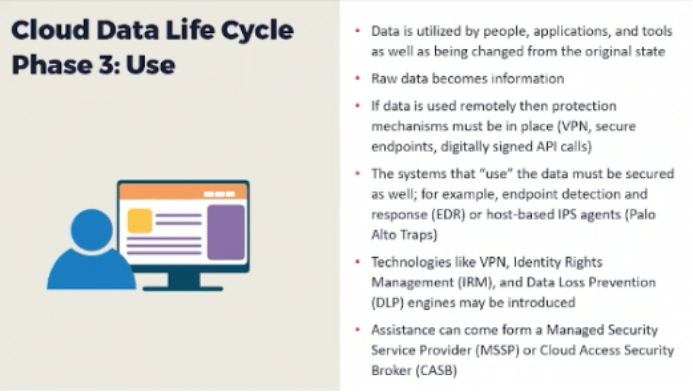 Cloud Data Life Cycle
Phase 3: Use
• Data is utilized by people, applications, and tools
as well as being changed from the original state
• Raw data becomes information
• If data is used remotely then protection
mechanisms must be in place (VPN, secure
endpoints, digitally signed API calls)
• The systems that “use” the data must be secured
as well; for example, endpoint detection and
response (EDR) or host-based IPS agents (Palo
Alto Traps)
• Technologies like VPN, Identity Rights
Management (IRM), and Data Loss Prevention
(DLP) engines may be introduced
• Assistance can come form a Managed Security
Service Provider (MSSP) or Cloud Access Security
Broker (CASB)